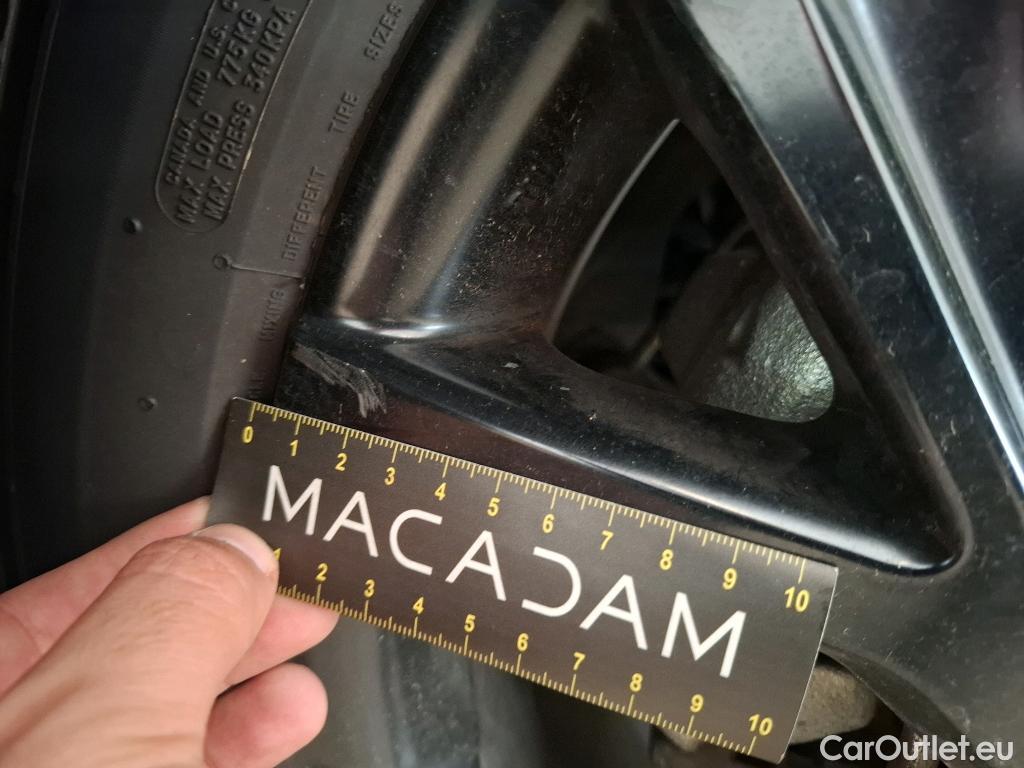 CANADA AND U.S.
MAX LOAD 775KG
MAX PRESS 340KPA
MIXING DIFFERENT TIRE SIZES
0 1 2 3 4 5 6 7 8 9 10
MACADAM
1 2 3 4 5 6 7 8 9 10
CarOutlet.eu